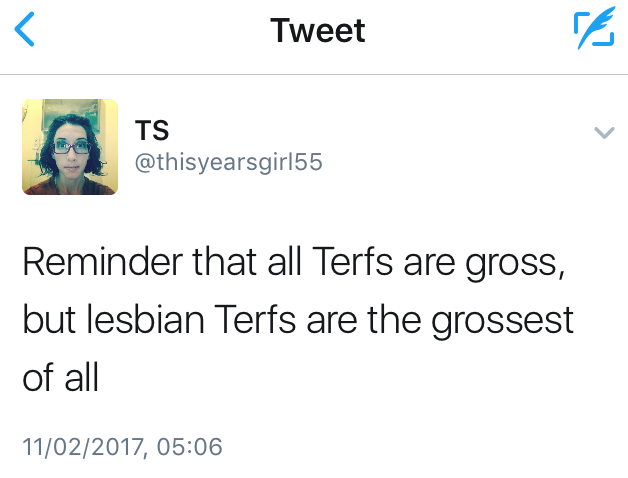 Tweet
TS
@thisyearsgirl55
Reminder that all Terfs are gross,
but lesbian Terfs are the grossest
of all
11/02/2017, 05:06